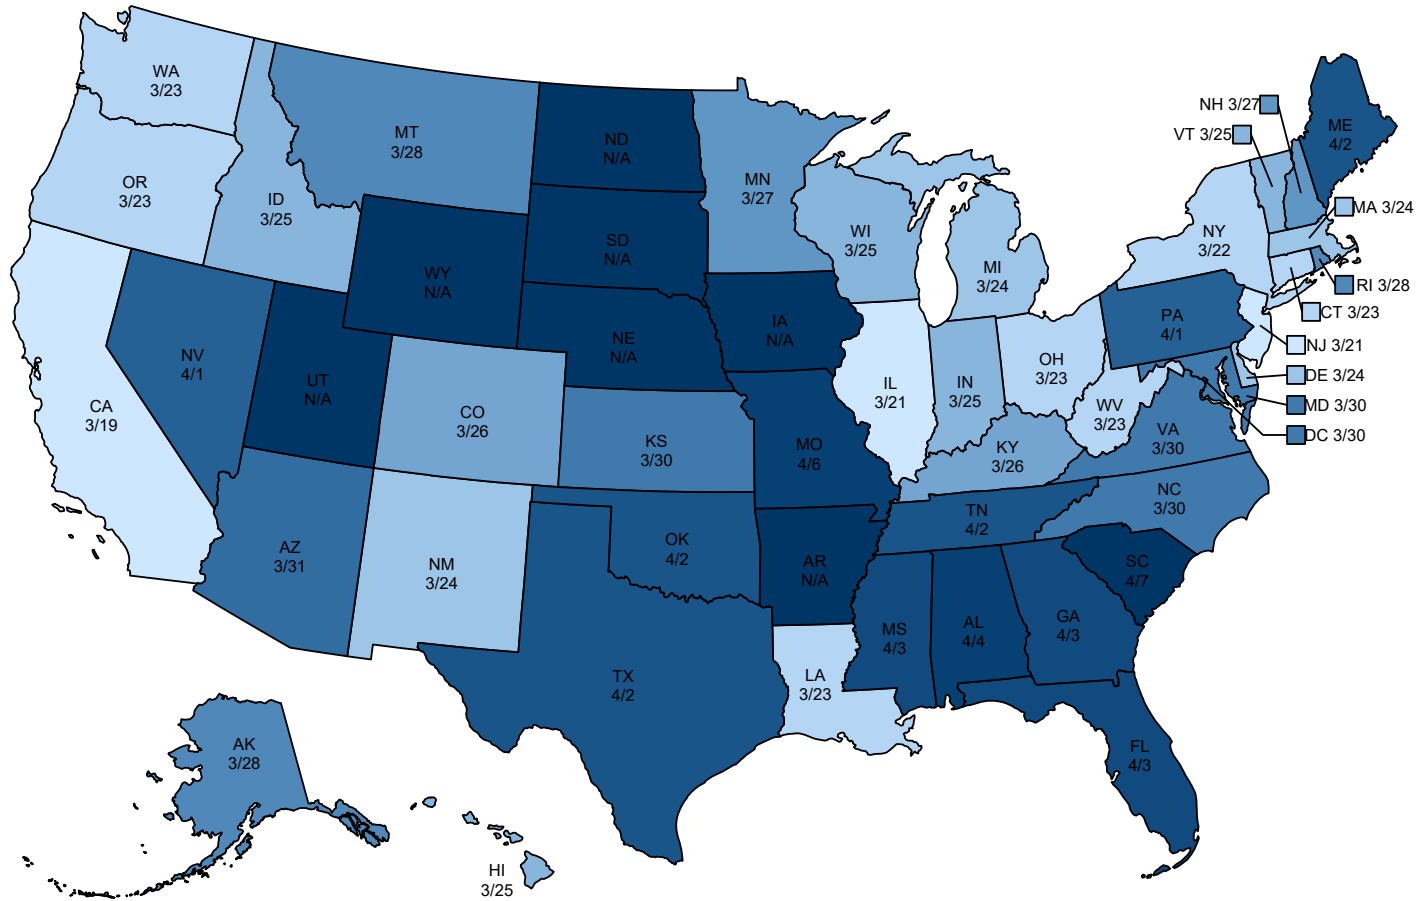 WA
3/23
OR
3/23
CA
3/19
ID
3/25
NV
4/1
MT
3/28
WY
N/A
UT
N/A
AZ
3/31
CO
3/26
NM
3/24
ND
N/A
SD
N/A
NE
N/A
KS
3/30
OK
4/2
TX
4/2
MN
3/27
IA
N/A
MO
4/6
AR
N/A
LA
3/23
WI
3/25
IL
3/21
MI
3/24
IN
3/25
OH
3/23
KY
3/26
TN
4/2
MS
4/3
AL
4/4
GA
4/3
FL
4/3
SC
4/7
NC
3/30
VA
3/30
WV
3/23
PA
4/1
NY
3/22
ME
4/2
NH 3/27
VT 3/25
MA 3/24
RI 3/28
CT 3/23
NJ 3/21
DE 3/24
MD 3/30
DC 3/30
AK
3/28
HI
3/25